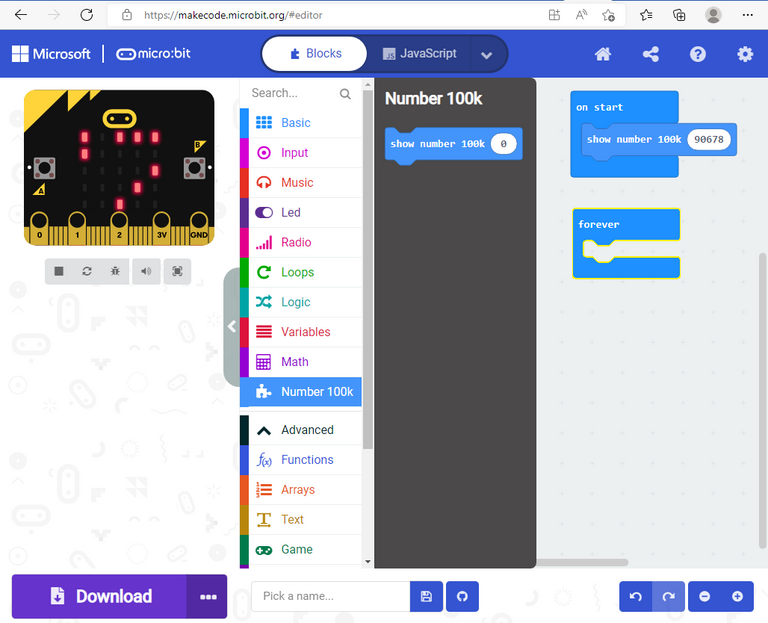 https://makecode.microbit.org/#editor
Microsoft
micro:bit
Blocks
JavaScript
A
B
0
1
2
3V
GND
Search...
Basic
Input
Music
Led
Radio
Loops
Logic
Variables
Math
Number 100k
Advanced
Functions
Arrays
Text
Game
Number 100k
show number 100k 0
on start
show number 100k 90678
forever
Download
Pick a name...